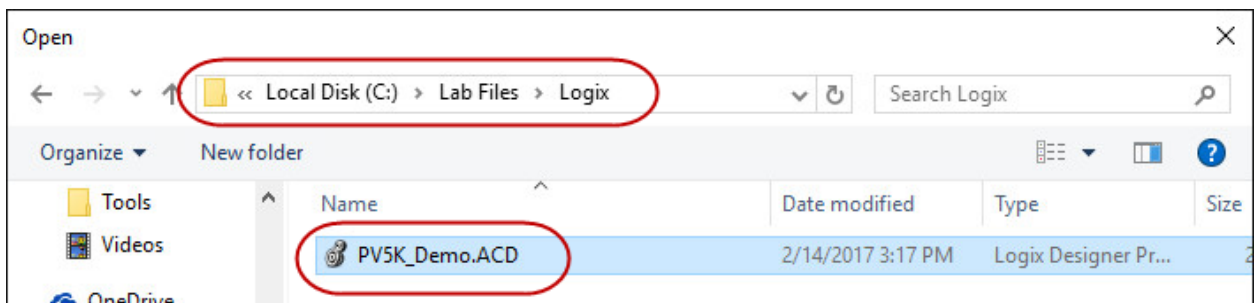 Open
« Local Disk (C:) > Lab Files > Logix
Search Logix
Organize New folder
Tools
Name Date modified Type Size
Videos
PV5K_Demo.ACD 2/14/2017 3:17 PM Logix Designer Pr...
OneDrive